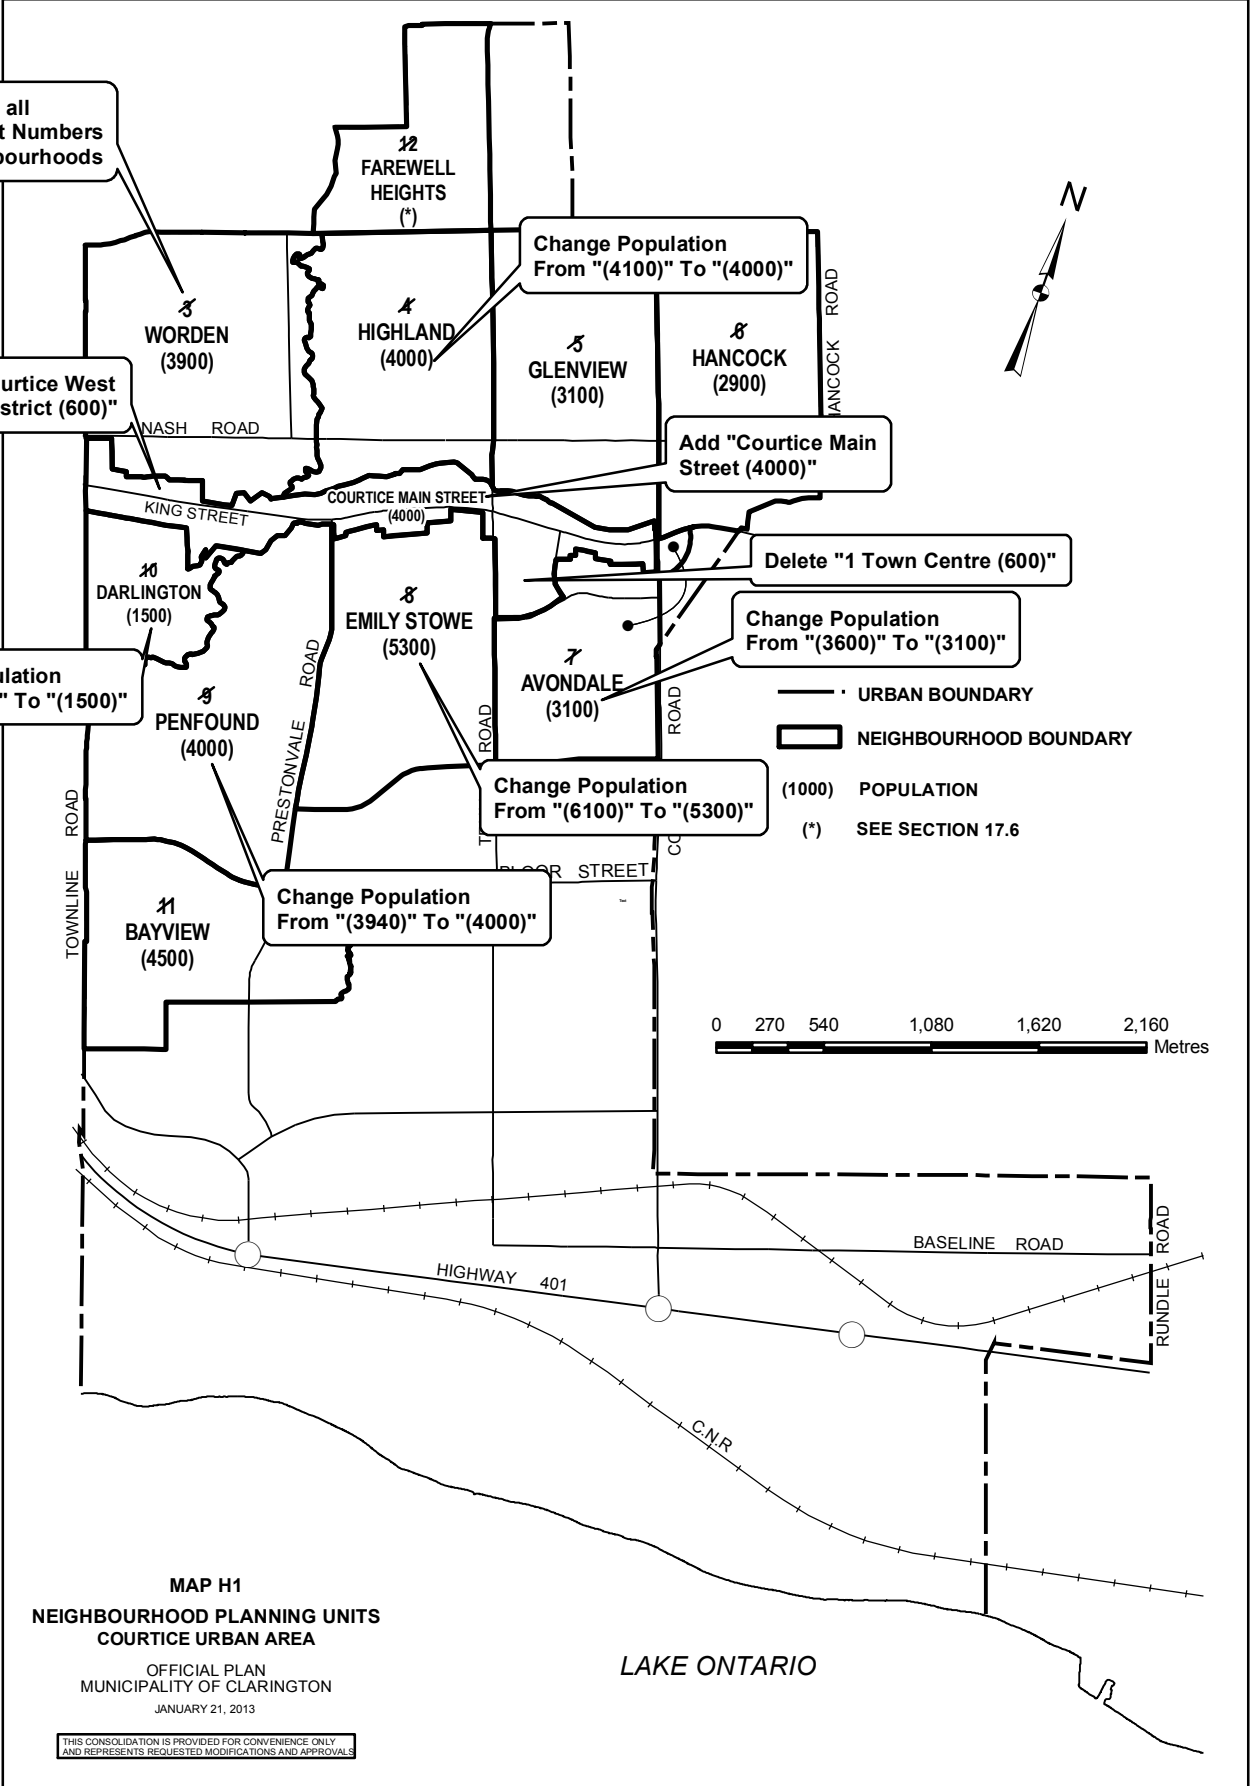 all
t Numbers
bourhoods
12
FAREWELL
HEIGHTS
(*)
N
Change Population
From "(4100)" To "(4000)"
HANCOCK ROAD
3
WORDEN
(3900)
4
HIGHLAND
(4000)
5
GLENVIEW
(3100)
6
HANCOCK
(2900)
urtice West
strict (600)"
NASH ROAD
Add "Courtice Main
Street (4000)"
KING STREET
COURTICE MAIN STREET
(4000)
Delete "1 Town Centre (600)"
10
DARLINGTON
(1500)
8
EMILY STOWE
(5300)
Change Population
From "(3600)" To "(3100)"
7
AVONDALE
(3100)
ulation
" To "(1500)"
9
PENFOUND
(4000)
PRESTONVALE ROAD
ROAD
ROAD
URBAN BOUNDARY
NEIGHBOURHOOD BOUNDARY
(1000) POPULATION
(*) SEE SECTION 17.6
Change Population
From "(6100)" To "(5300)"
CO
TOWNLINE ROAD
STREET
Change Population
From "(3940)" To "(4000)"
11
BAYVIEW
(4500)
0 270 540 1,080 1,620 2,160
Metres
BASELINE ROAD
RUNDLE ROAD
HIGHWAY 401
C.N.R
MAP H1
NEIGHBOURHOOD PLANNING UNITS
COURTICE URBAN AREA
OFFICIAL PLAN
MUNICIPALITY OF CLARINGTON
JANUARY 21, 2013
LAKE ONTARIO
THIS CONSOLIDATION IS PROVIDED FOR CONVENIENCE ONLY
AND REPRESENTS REQUESTED MODIFICATIONS AND APPROVALS